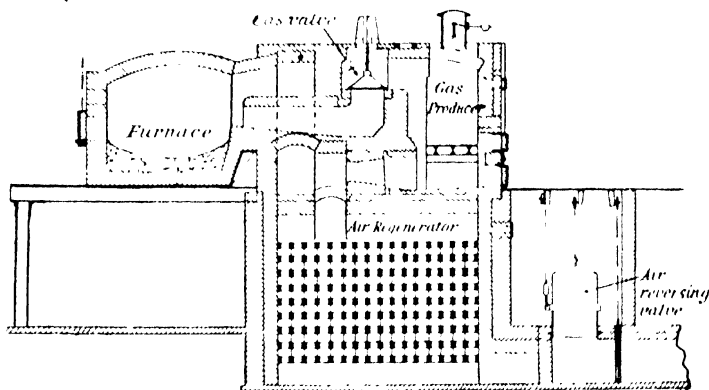 Gas valve
Gas
Producer
Furnace
Air Regenerator
Air
reversing
valve